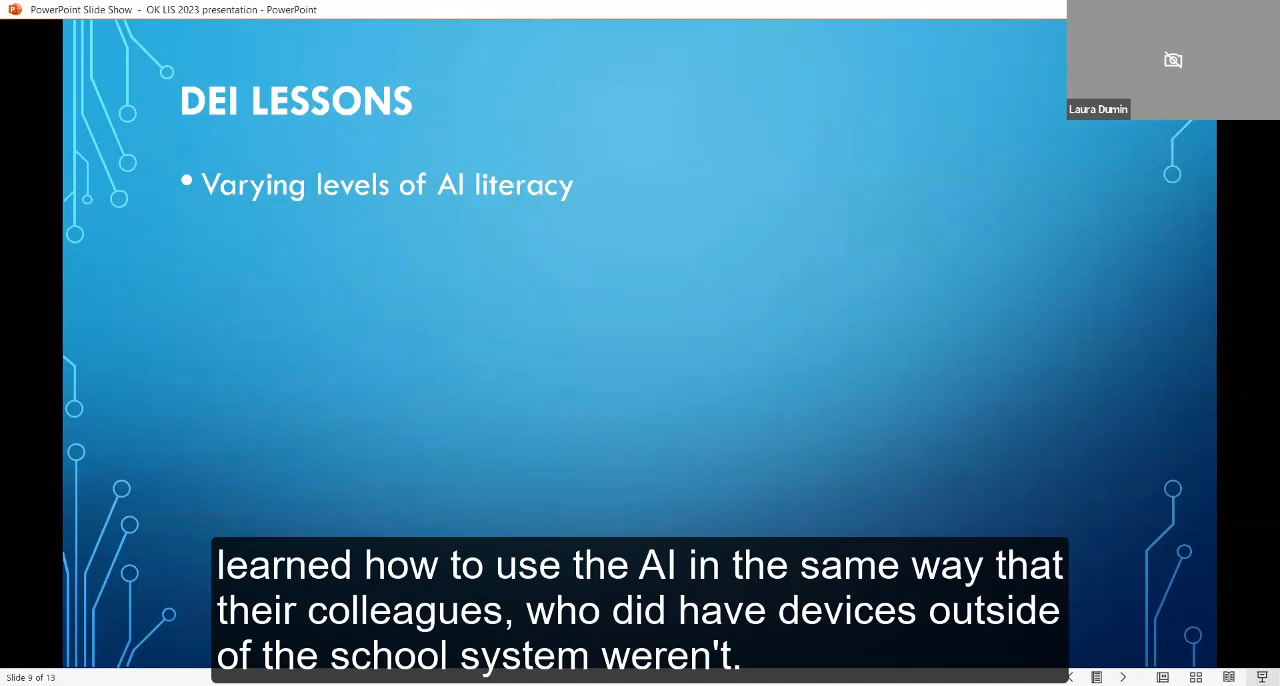 PowerPoint Slide Show - OK LIS 2023 presentation - PowerPoint
Laura Dumin
DEI LESSONS
• Varying levels of AI literacy
learned how to use the AI in the same way that
their colleagues, who did have devices outside
of the school system weren't.
Slide 9 of 13